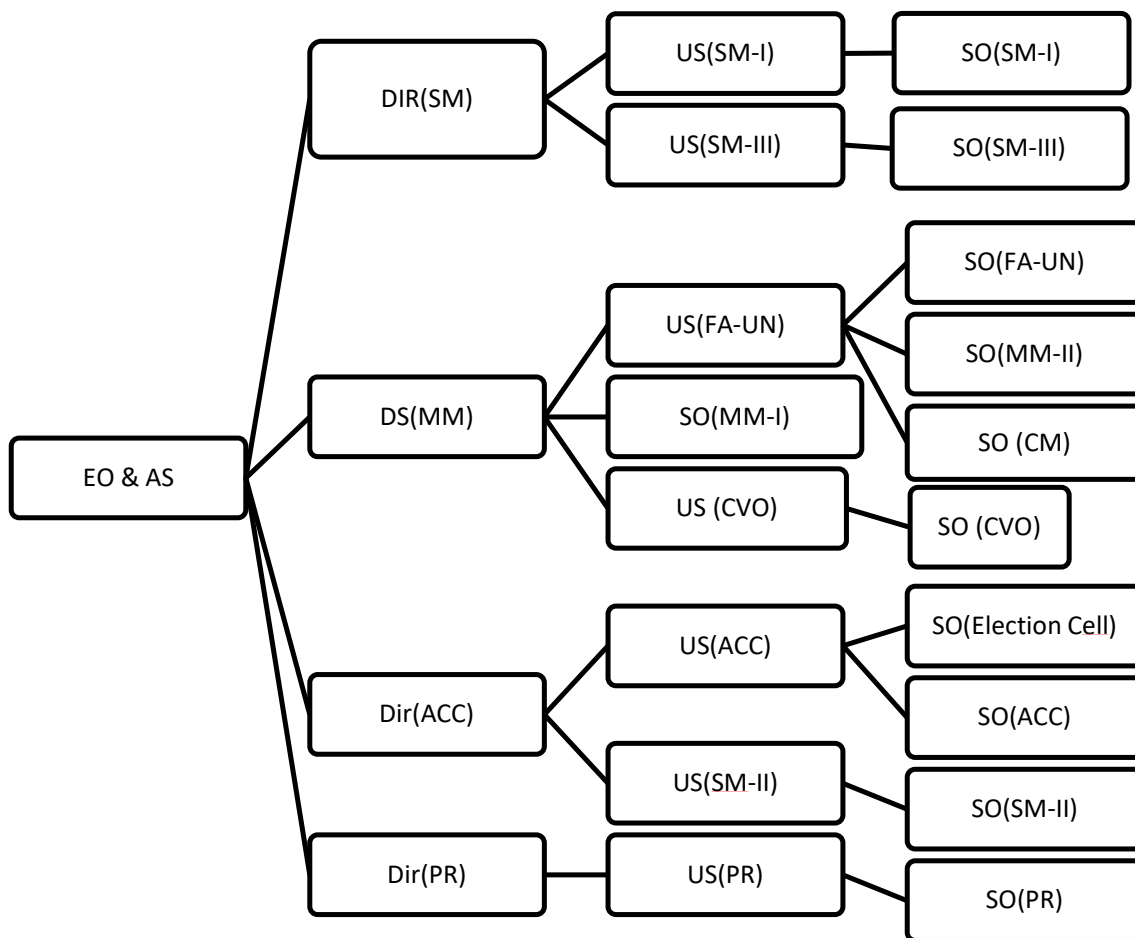 US(SM-I)
SO(SM-I)
DIR(SM)
US(SM-III)
SO(SM-III)
SO(FA-UN)
US(FA-UN)
SO(MM-II)
DS(MM)
SO(MM-I)
SO (CM)
EO & AS
US (CVO)
SO (CVO)
SO(Election Cell)
US(ACC)
Dir(ACC)
SO(ACC)
US(SM-II)
SO(SM-II)
Dir(PR)
US(PR)
SO(PR)